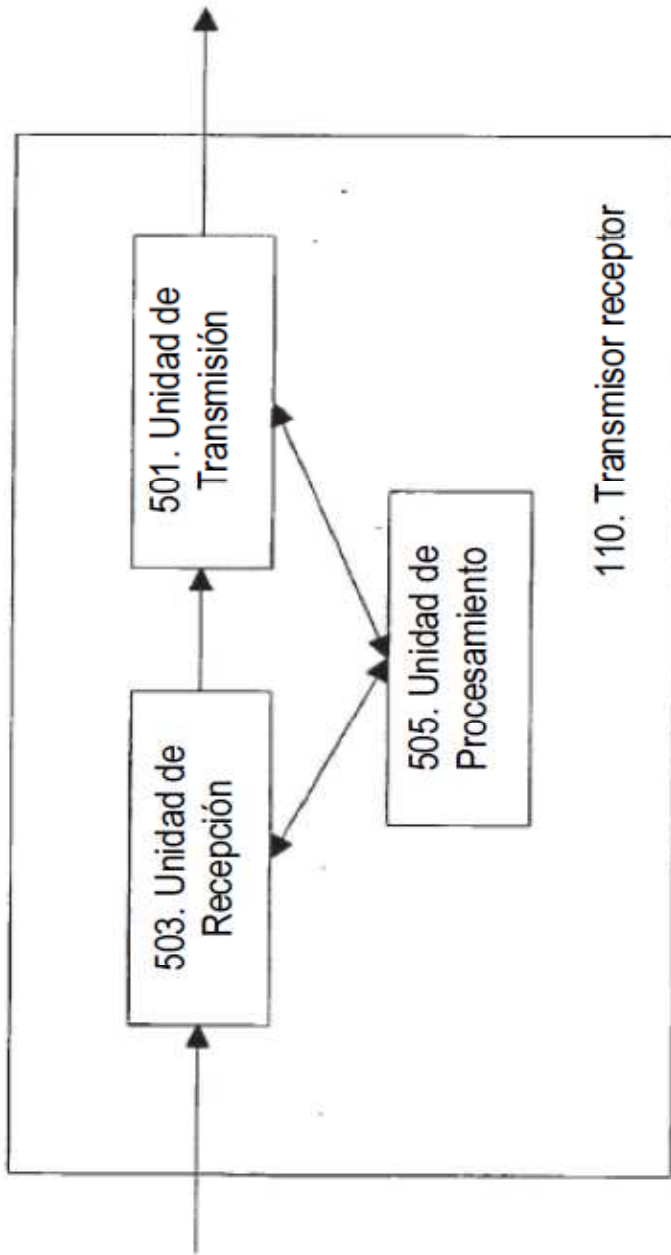 503. Unidad de
Recepción
501. Unidad de
Transmisión
505. Unidad de
Procesamiento
110. Transmisor receptor